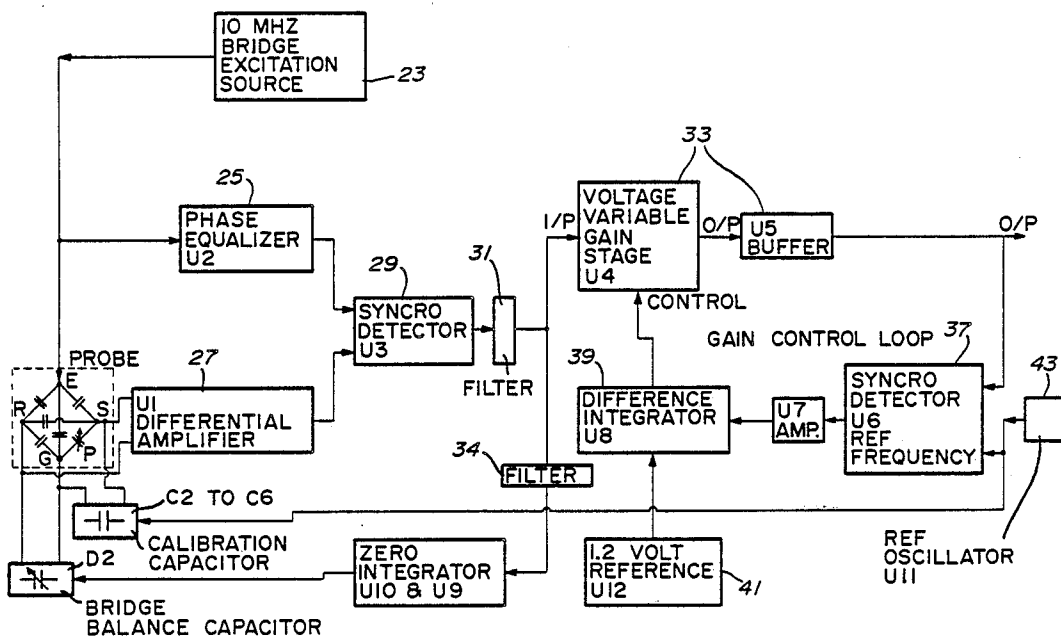 10 MHZ
BRIDGE
EXCITATION
SOURCE
23
33
25
VOLTAGE
VARIABLE
GAIN
STAGE
U4
I/P
O/P
U5
BUFFER
O/P
PHASE
EQUALIZER
U2
31
29
SYNCRO
DETECTOR
U3
CONTROL
GAIN CONTROL LOOP
37
FILTER
39
43
PROBE
E
R
S
G
P
27
U1
DIFFERENTIAL
AMPLIFIER
DIFFERENCE
INTEGRATOR
U8
U7
AMP.
SYNCRO
DETECTOR
U6
REF
FREQUENCY
34
FILTER
C2 TO C6
CALIBRATION
CAPACITOR
D2
BRIDGE
BALANCE CAPACITOR
ZERO
INTEGRATOR
U10 & U9
1.2 VOLT
REFERENCE
U12
41
REF
OSCILLATOR
U11